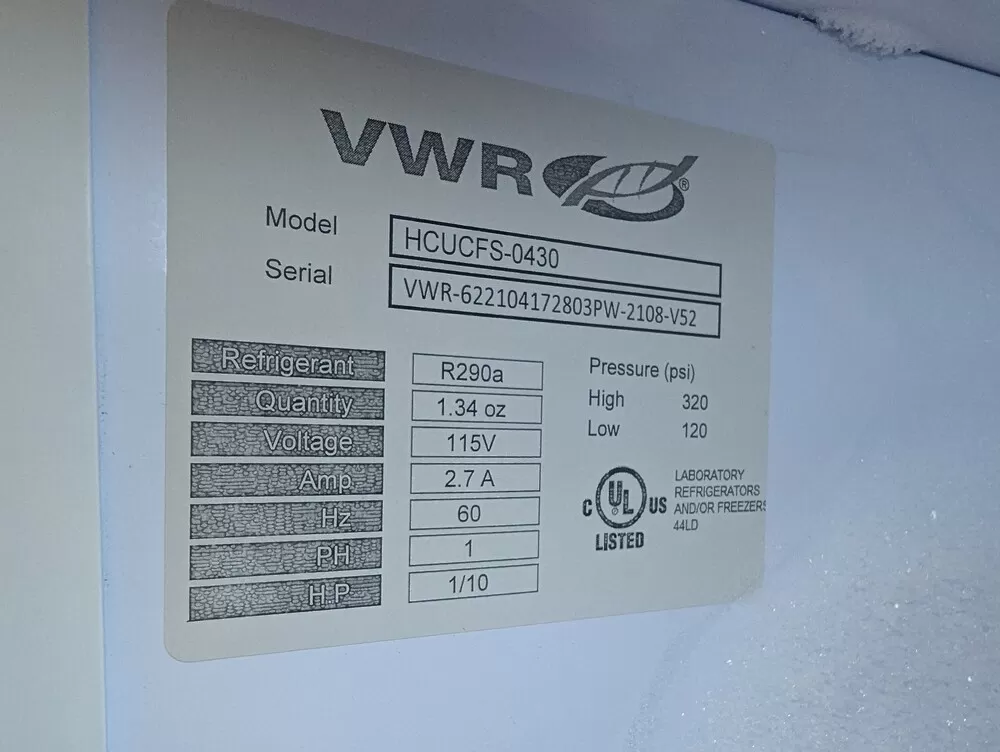 VWR®
Model HCUCFS-0430
Serial VWR-622104172803PW-2108-V52
Refrigerant R290a
Quantity 1.34 oz
Voltage 115V
Amp 2.7 A
Hz 60
PH 1
H.P 1/10
Pressure (psi)
High 320
Low 120
C UL US
LISTED
LABORATORY
REFRIGERATORS
AND/OR FREEZERS
44LD